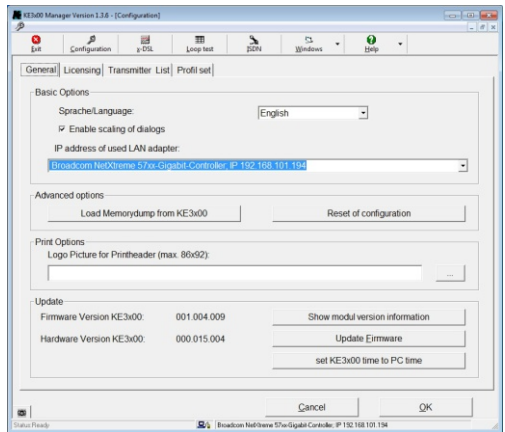 KE3x00 Manager Version 1.3.6 - [Configuration]
Exit Configuration x-DSL Loop test ISDN Windows Help
General Licensing Transmitter List Profil set
Basic Options
Sprache/Language: English
Enable scaling of dialogs
IP address of used LAN adapter:
Broadcom NetXtreme 57xx-Gigabit-Controller; IP 192.168.101.194
Advanced options
Load Memorydump from KE3x00 Reset of configuration
Print Options
Logo Picture for Printheader (max. 86x92):
...
Update
Firmware Version KE3x00: 001.004.009 Show modul version information
Hardware Version KE3x00: 000.015.004 Update Firmware
set KE3x00 time to PC time
Cancel OK
Status Ready Broadcom NetXtreme 57xx-Gigabit-Controller; IP 192.168.101.194